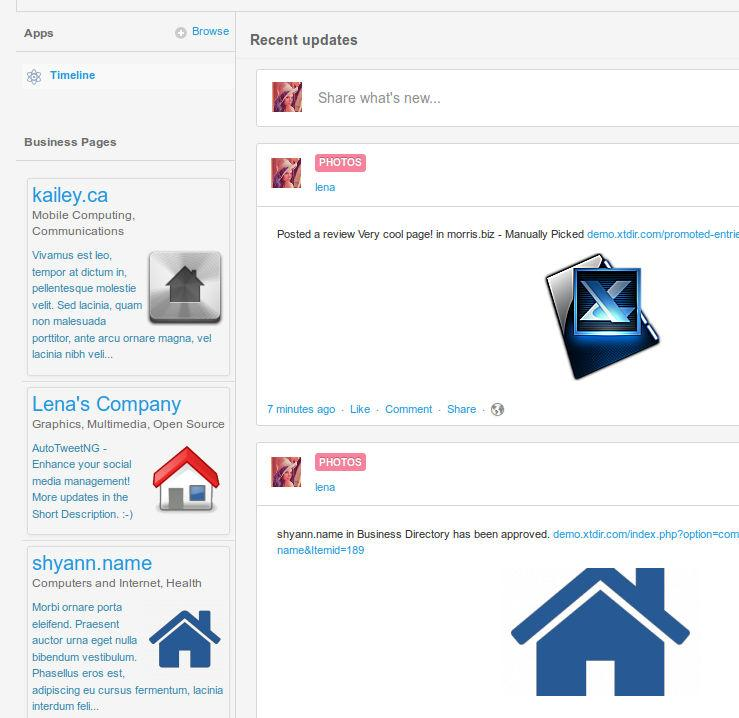 Apps
Browse
Timeline
Business Pages
kailey.ca
Mobile Computing,
Communications
Vivamus est leo,
tempor at dictum in,
pellentesque molestie
velit. Sed lacinia, quam
non malesuada
porttitor, ante arcu ornare magna, vel
lacinia nibh veli...
Lena's Company
Graphics, Multimedia, Open Source
AutoTweetNG -
Enhance your social
media management!
More updates in the
Short Description. :-)
shyann.name
Computers and Internet, Health
Morbi ornare porta
eleifend. Praesent
auctor urna eget nulla
bibendum vestibulum.
Phasellus eros est,
adipiscing eu cursus fermentum, lacinia
interdum feli...
Recent updates
Share what's new...
PHOTOS
lena
Posted a review Very cool page! in morris.biz - Manually Picked demo.xtdir.com/promoted-entrie
X
7 minutes ago · Like · Comment · Share ·
PHOTOS
lena
shyann.name in Business Directory has been approved. demo.xtdir.com/index.php?option=com
name&Itemid=189